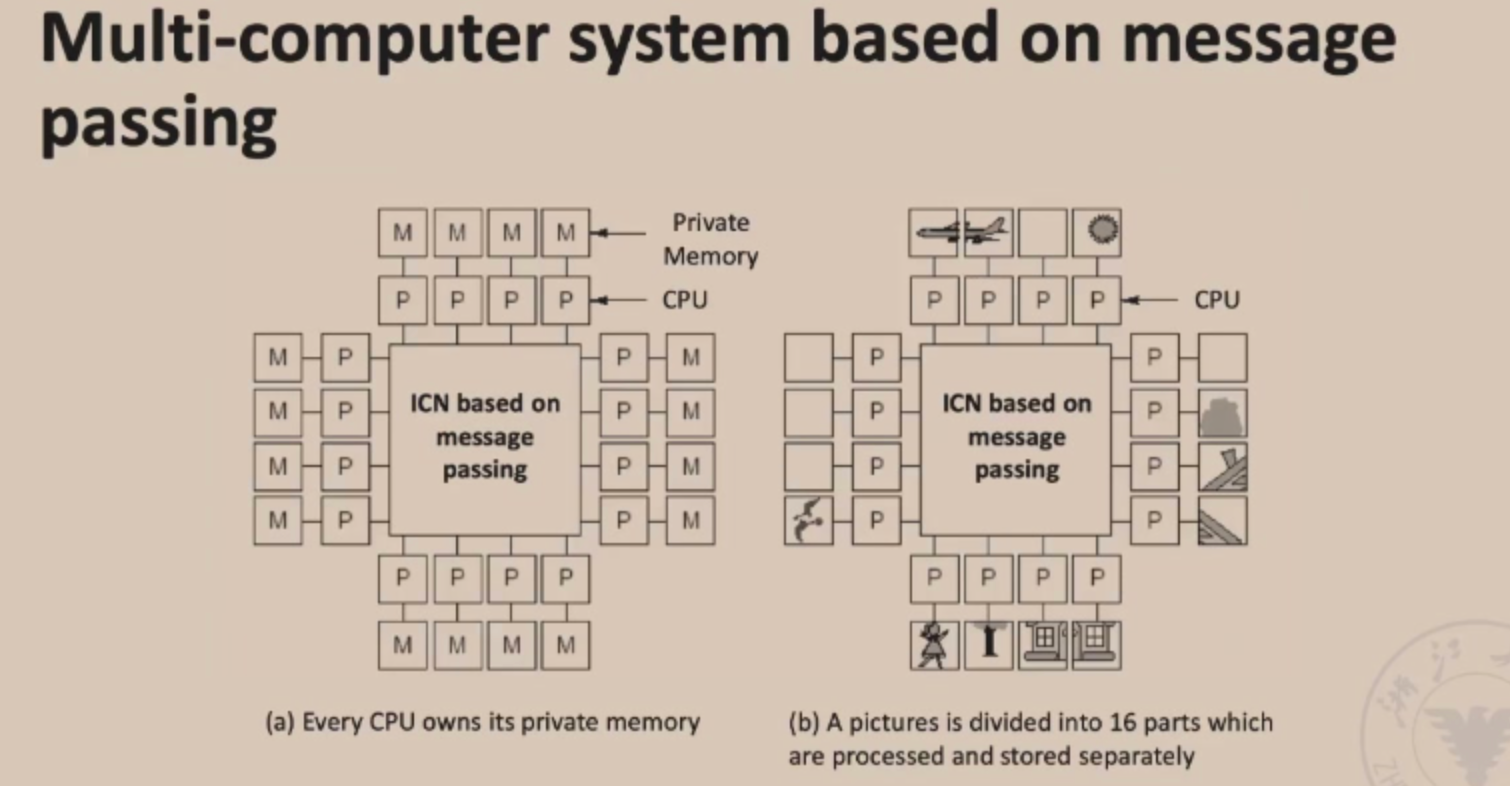 Multi-computer system based on message
passing
M M M M
Private
Memory
P P P P
CPU
M P P M
M P P M
M P P M
M P P M
ICN based on
message
passing
P P P P
M M M M
(a) Every CPU owns its private memory
P P P P
CPU
P P
P P
P P
P P
ICN based on
message
passing
P P P P
(b) A pictures is divided into 16 parts which
are processed and stored separately